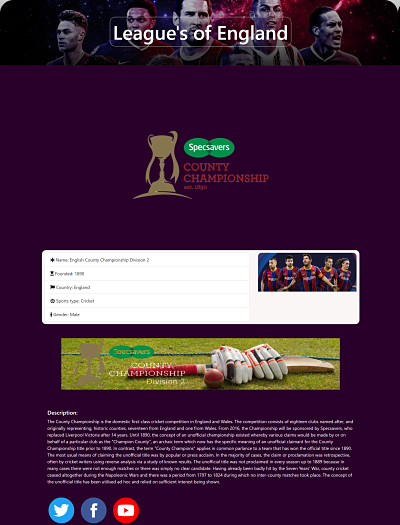 League's of England
Specsavers
COUNTY
CHAMPIONSHIP
est. 1890
Name: English County Championship Division 2
Founded: 1890
Country: England
Sports type: Cricket
Gender: Male
Specsavers
COUNTY
CHAMPIONSHIP
Division 2
Description:
The County Championship is the domestic first-class cricket competition in England and Wales. The competition consists of eighteen clubs named after, and
originally representing, historic counties, seventeen from England and one from Wales. From 2016, the Championship will be sponsored by Specsavers, who
replaced Liverpool Victoria after 14 years. Until 1890, the concept of an unofficial championship existed whereby various claims would be made by or on
behalf of a particular club as the "Champion County", an archaic term which now has the specific meaning of an unofficial claimant for the County
Championship title prior to 1890. In contrast, the term "County Champions" applies in common parlance to a team that has won the official title since 1890.
The most usual means of claiming the unofficial title was by popular or press acclaim. In the majority of cases, the claim or proclamation was retrospective,
often by cricket writers using reverse analysis via a study of known results. The unofficial title was not proclaimed in every season up to 1889 because in
many cases there were not enough matches or there was simply no clear candidate. Having already been badly hit by the Seven Years' War, county cricket
ceased altogether during the Napoleonic Wars and there was a period from 1797 to 1824 during which no inter-county matches took place. The concept of
the unofficial title has been utilised ad hoc and relied on sufficient interest being shown.